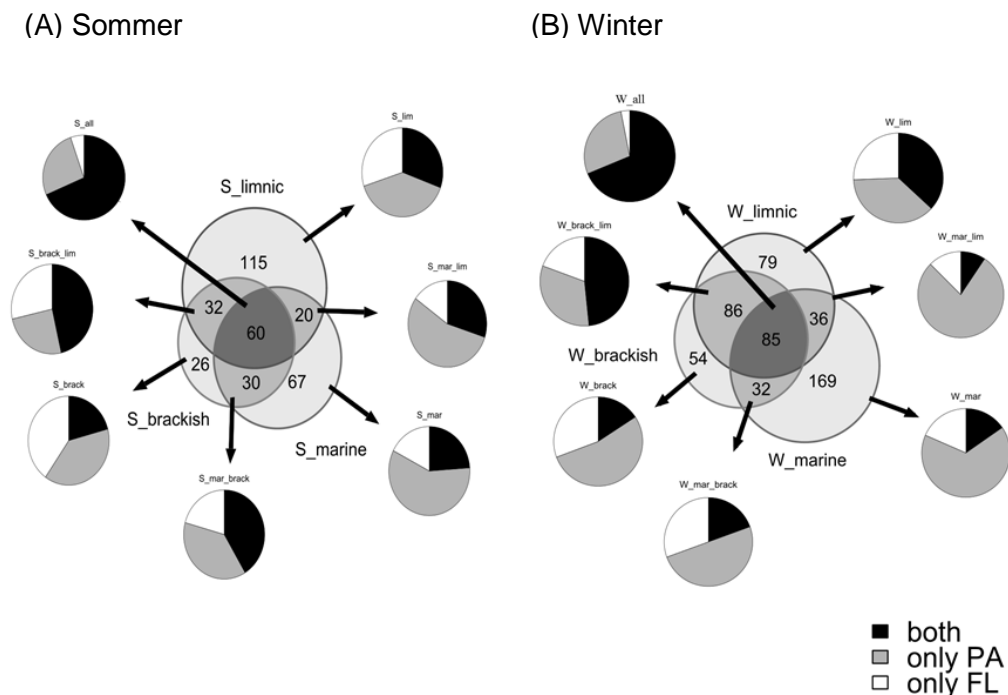 (A) Sommer
S_all
S_lim
S_limnic
115
S_brack_lim
S_mar_lim
32
20
60
26
30
67
S_brack
S_brackish
S_marine
S_mar
S_mar_brack
(B) Winter
W_all
W_lim
W_limnic
W_brack_lim
79
W_mar_lim
86
36
85
W_brackish
54
32
169
W_brack
W_mar
W_marine
W_mar_brack
both
only PA
only FL